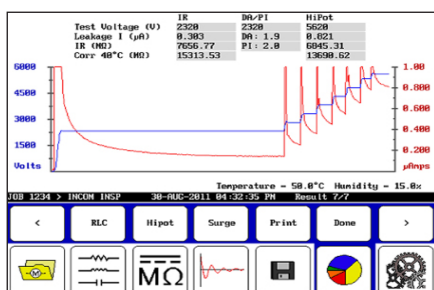 IR DA/PI HiPot
Test Voltage (V) 2320 2320 5620
Leakage I (µA) 0.303 DA: 1.9 0.821
IR (MΩ) 7656.77 PI: 2.0 6845.31
Corr 40°C (MΩ) 15313.53 13690.62
6000 1.00
4500 0.800
0.600
3000 0.400
1500 0.200
Volts µAmps
Temperature = 50.0°C Humidity = 15.0%
JOB 1234 > INCOM INSP 30-AUG-2011 04:32:35 PM Result 7/7
< RLC Hipot Surge Print Done >
M MΩ